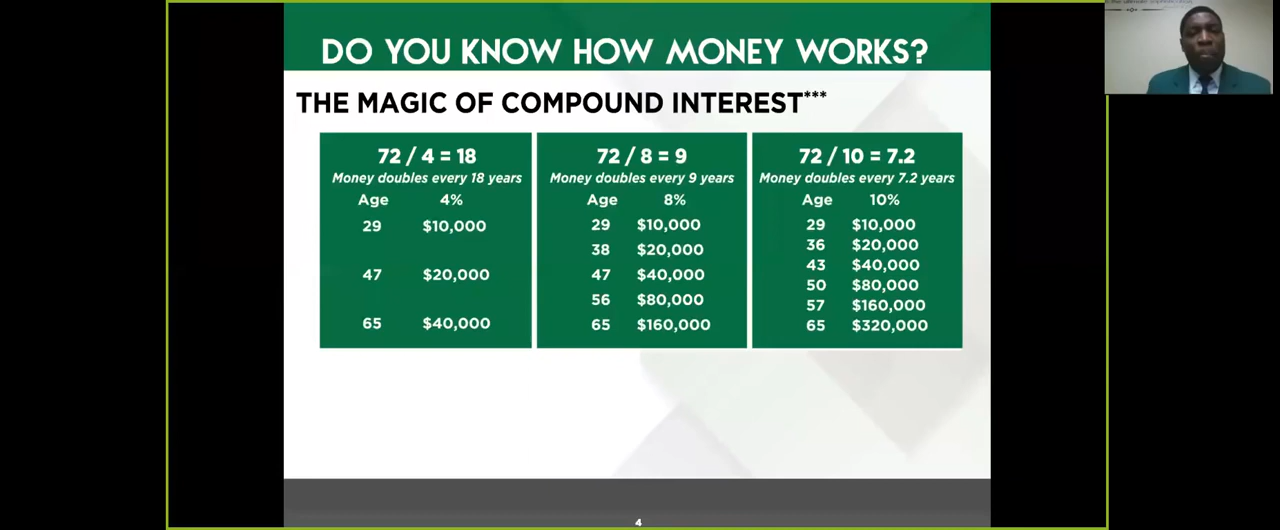 DO YOU KNOW HOW MONEY WORKS?
THE MAGIC OF COMPOUND INTEREST***
72 / 4 = 18
Money doubles every 18 years
Age 4%
29 $10,000
47 $20,000
65 $40,000
72 / 8 = 9
Money doubles every 9 years
Age 8%
29 $10,000
38 $20,000
47 $40,000
56 $80,000
65 $160,000
72 / 10 = 7.2
Money doubles every 7.2 years
Age 10%
29 $10,000
36 $20,000
43 $40,000
50 $80,000
57 $160,000
65 $320,000
4